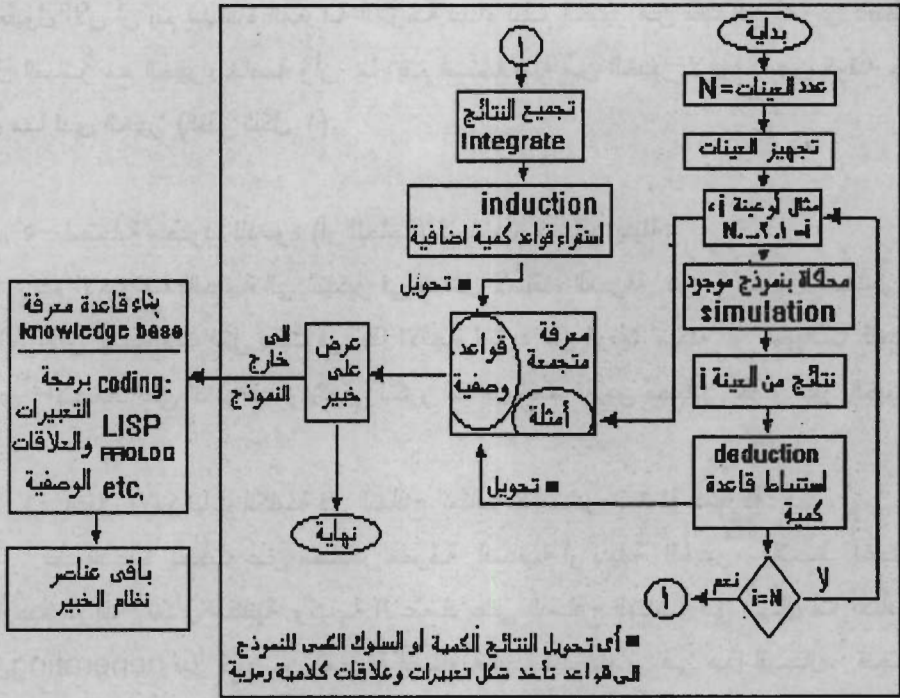 بداية
عدد العينات=N
تجهيز العينات
مثال أو عينة i،
i=١،٢...N
محاكاة بنموذج موجود
simulation
نتائج من العينة i
deduction
استنباط قاعدة
كمية
i=N
لا
نعم
١
١
تجميع النتائج
Integrate
induction
استقراء قواعد كمية اضافية
■ تحويل
معرفة
متجمعة
قواعد
وصفية
أمثلة
■ تحويل
عرض
على
خبير
نهاية
الى
خارج
النموذج
بناء قاعدة معرفة
knowledge base
coding: برمجة
التعبيرات
LISP والعلاقات
PROLOG
الوصفية etc.
باقى عناصر
نظام الخبير
■ أى تحويل النتائج الكمية أو السلوك الكمى للنموذج
الى قواعد تأخذ شكل تعبيرات وعلاقات كلامية رمزية